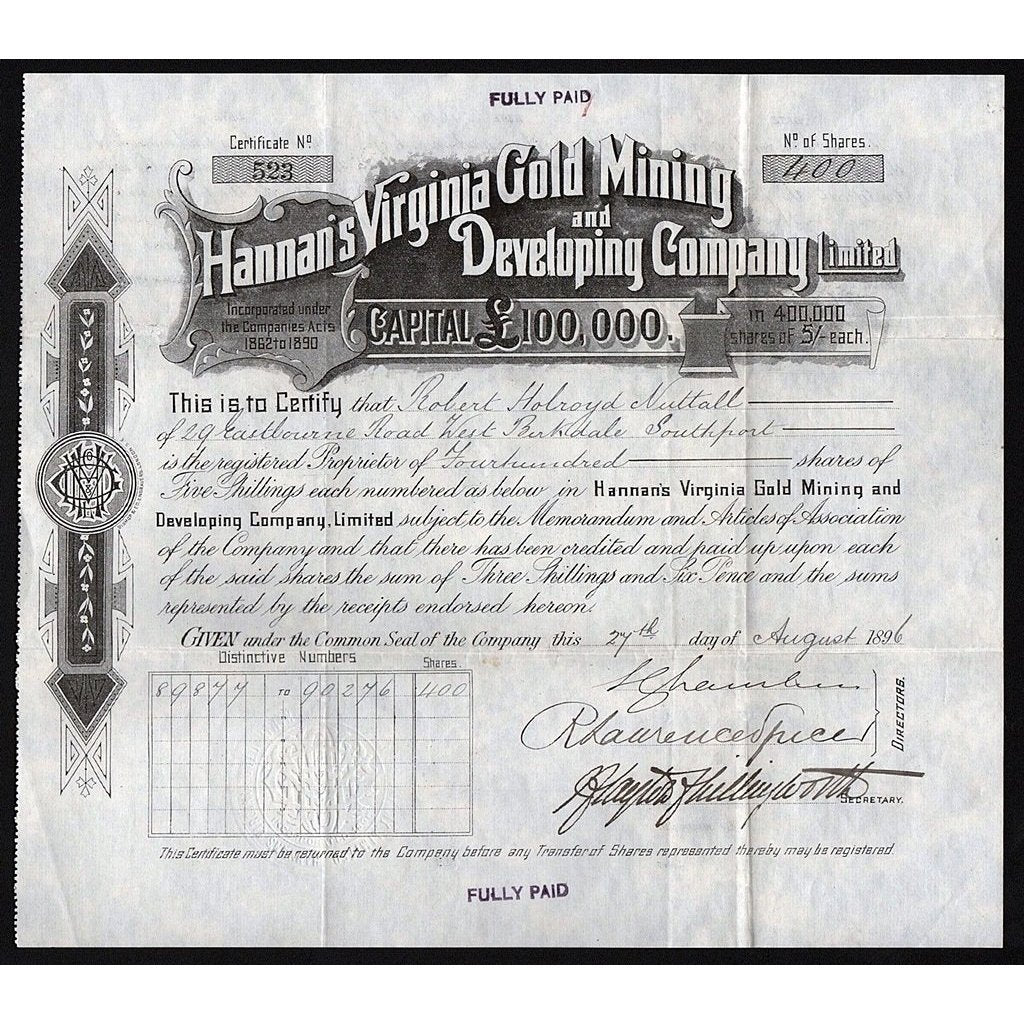 FULLY PAID
Certificate No
523
No of Shares.
400
Hannan's Virginia Gold Mining
and
Developing Company Limited
Incorporated under
the Companies Acts
1862 to 1890
CAPITAL £100,000.
in 400,000
shares of 5/- each.
This is to Certify that Robert Holroyd Nuttall
of 29 Eastbourne Road West Birkdale Southport
is the registered Proprietor of Four hundred shares of
Five Shillings each numbered as below in Hannan's Virginia Gold Mining and
Developing Company, Limited subject to the Memorandum and Articles of Association
of the Company and that there has been credited and paid up upon each
of the said shares the sum of Three Shillings and Six Pence and the sums
represented by the receipts endorsed hereon.
GIVEN under the Common Seal of the Company this 27th day of August 1896
Distinctive Numbers Shares.
89877 TO 90276 400
R Lawrence Spicer
DIRECTORS.
SECRETARY.
This Certificate must be returned to the Company before any Transfer of Shares represented thereby may be registered
FULLY PAID